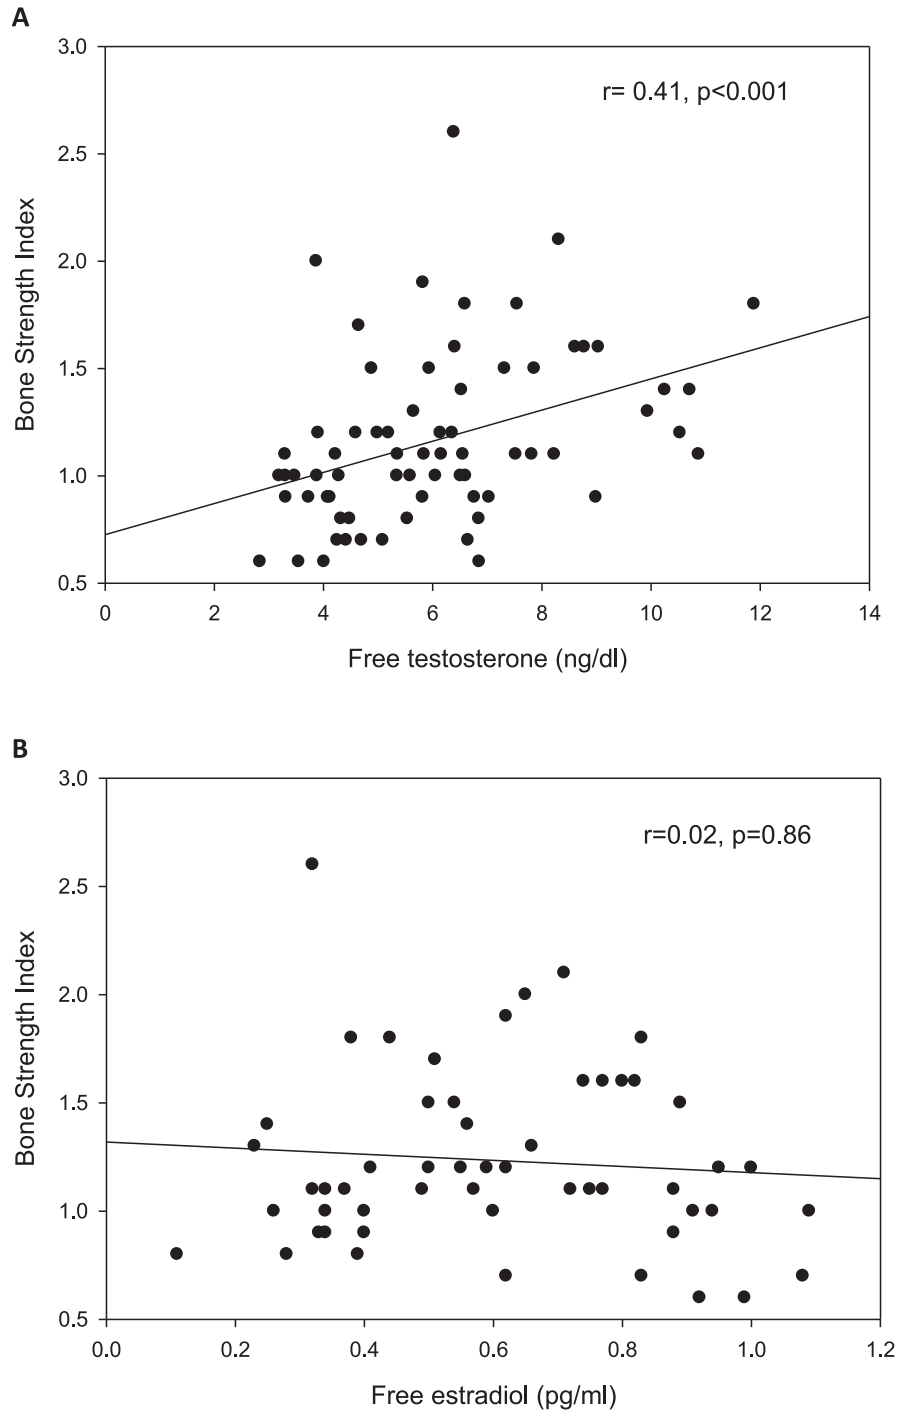 A
r= 0.41, p<0.001
Bone Strength Index
3.0
2.5
2.0
1.5
1.0
0.5
0 2 4 6 8 10 12 14
Free testosterone (ng/dl)
B
r=0.02, p=0.86
Bone Strength Index
3.0
2.5
2.0
1.5
1.0
0.5
0.0 0.2 0.4 0.6 0.8 1.0 1.2
Free estradiol (pg/ml)